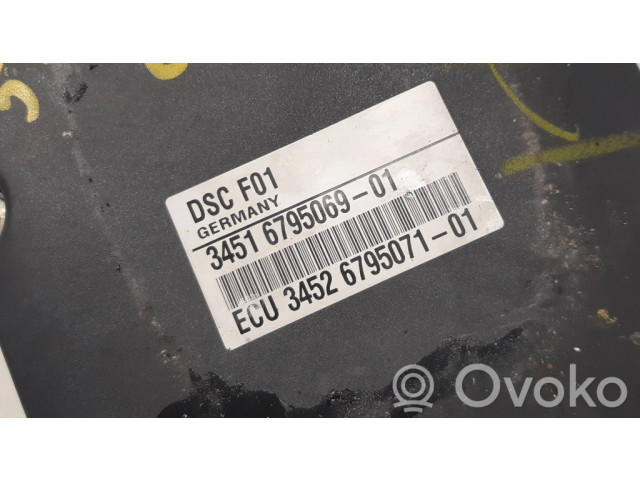 DSC F01
GERMANY
3451 6795069-01
ECU 3452 6795071-01
Ovoko